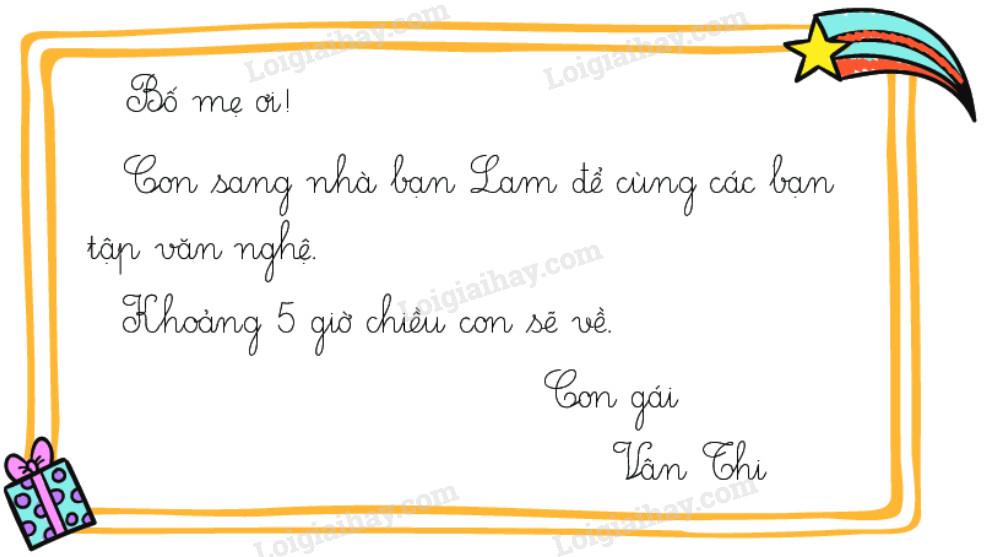 Loigiaihay.com
Loigiaihay.com
Bố mẹ ơi!
Con sang nhà bạn Lam để cùng các bạn
tập văn nghệ.
Loigiaihay.com
Khoảng 5 giờ chiều con sẽ về.
Con gái
Vân Thi
Loigiaihay.com
Loigiaihay.com